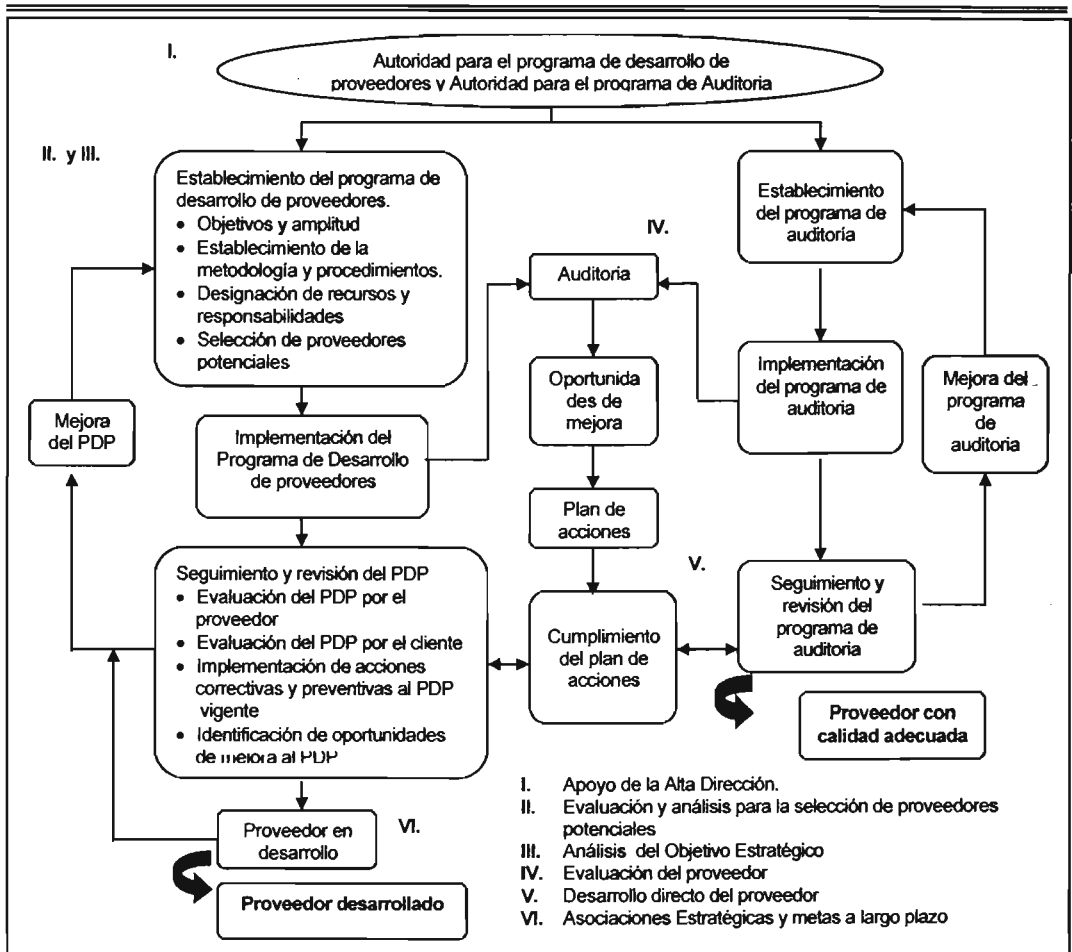 I.
Autoridad para el programa de desarrollo de
proveedores y Autoridad para el programa de Auditoria
II. y III.
Establecimiento del programa de
desarrollo de proveedores.
• Objetivos y amplitud
• Establecimiento de la
metodología y procedimientos.
• Designación de recursos y
responsabilidades
• Selección de proveedores
potenciales
Establecimiento
del programa de
auditoría
IV.
Auditoria
Mejora
del PDP
Implementación del
Programa de Desarrollo
de proveedores
Oportunida
des de
mejora
Implementación
del programa de
auditoria
Mejora del
programa
de
auditoria
Plan de
acciones
V.
Seguimiento y revisión del PDP
• Evaluación del PDP por el
proveedor
• Evaluación del PDP por el cliente
• Implementación de acciones
correctivas y preventivas al PDP
vigente
• Identificación de oportunidades
de mejora al PDP
Cumplimiento
del plan de
acciones
Seguimiento y
revisión del
programa de
auditoria
Proveedor con
calidad adecuada
Proveedor en
desarrollo
VI.
Proveedor desarrollado
I. Apoyo de la Alta Dirección.
II. Evaluación y análisis para la selección de proveedores
potenciales
III. Análisis del Objetivo Estratégico
IV. Evaluación del proveedor
V. Desarrollo directo del proveedor
VI. Asociaciones Estratégicas y metas a largo plazo